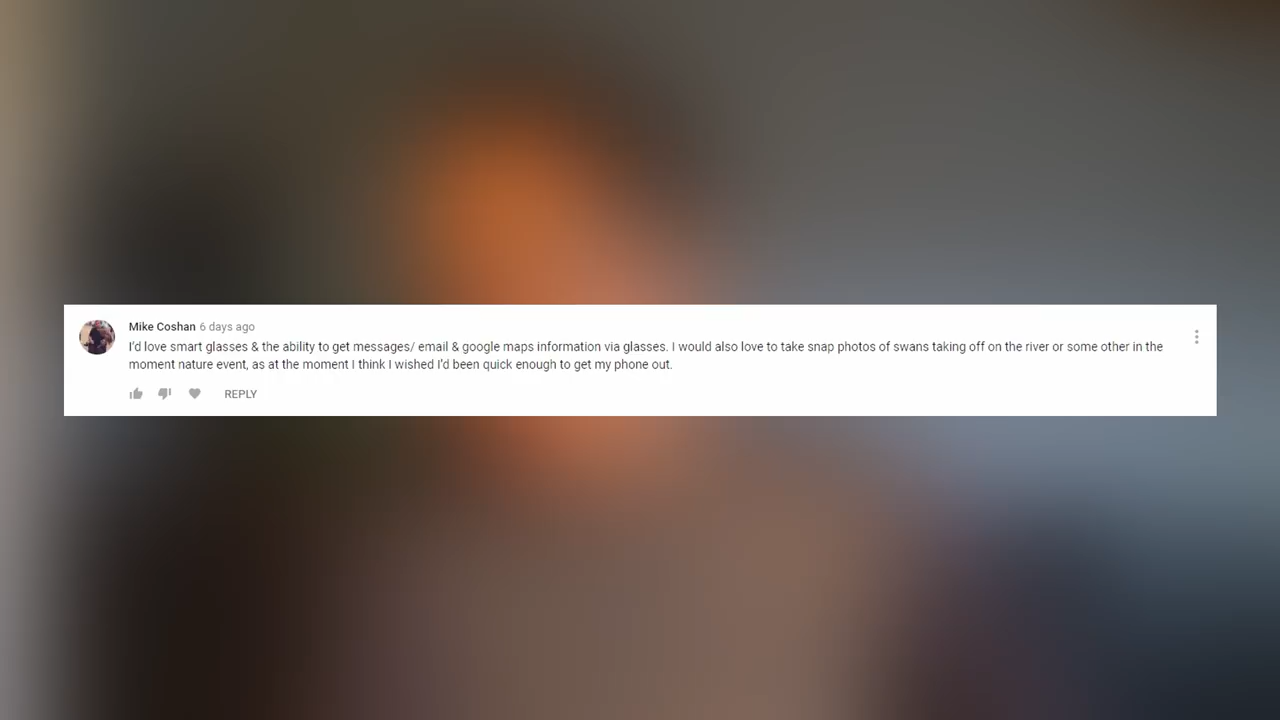 Mike Coshan 6 days ago
I'd love smart glasses & the ability to get messages/ email & google maps information via glasses. I would also love to take snap photos of swans taking off on the river or some other in the
moment nature event, as at the moment I think I wished I'd been quick enough to get my phone out.
REPLY